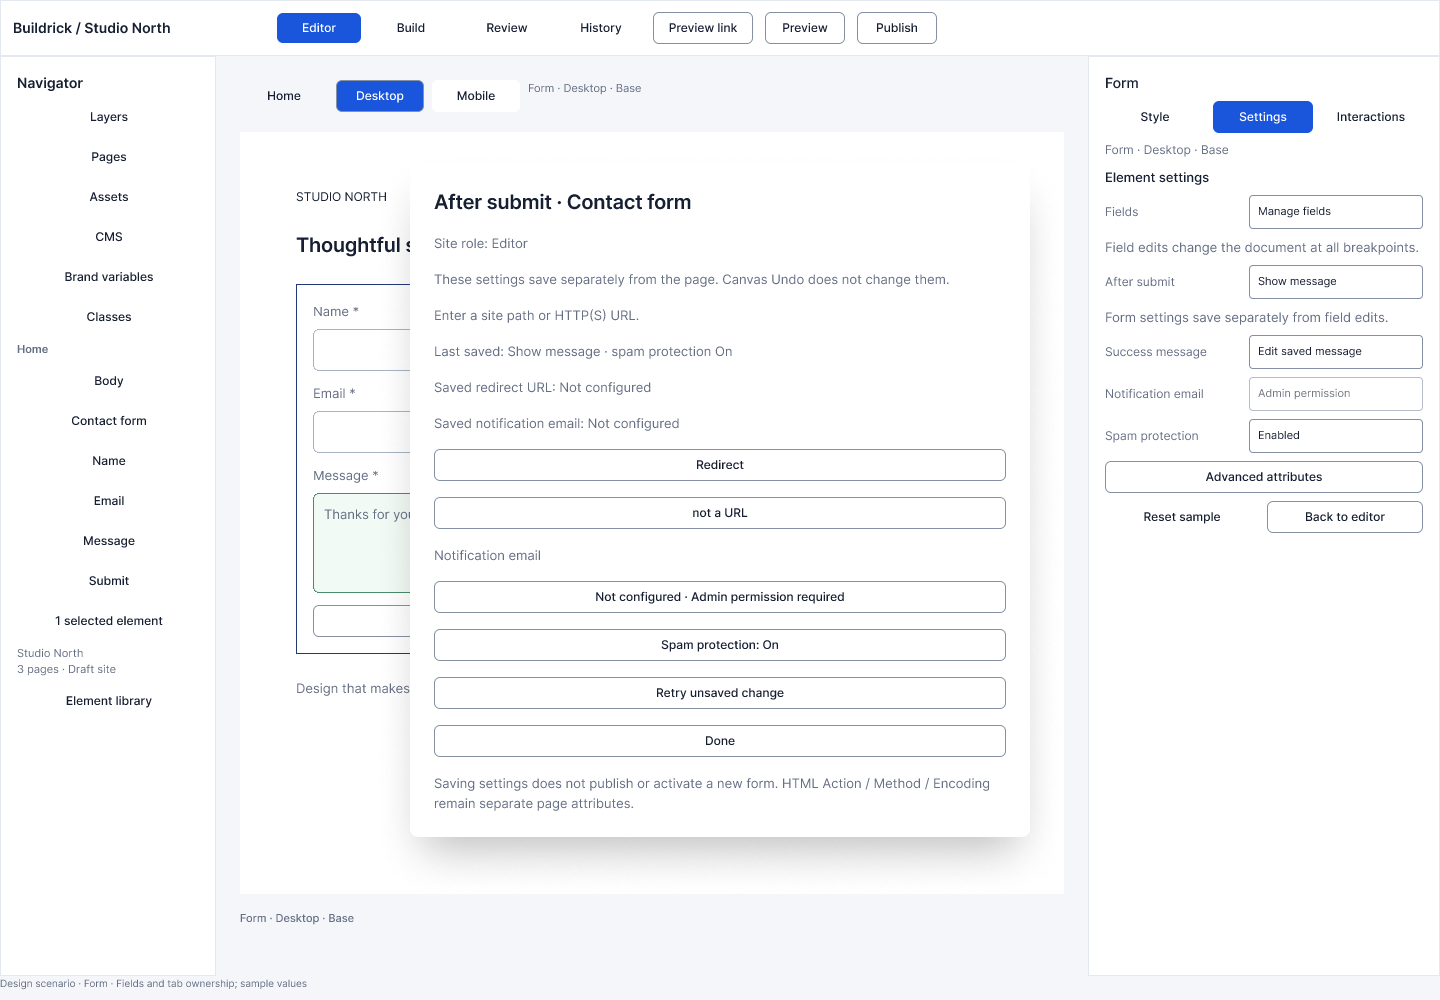 Buildrick / Studio North
Editor
Build
Review
History
Preview link
Preview
Publish
Navigator
Layers
Pages
Assets
CMS
Brand variables
Classes
Home
Body
Contact form
Name
Email
Message
Submit
1 selected element
Studio North
3 pages · Draft site
Element library
Home
Desktop
Mobile
Form · Desktop · Base
STUDIO NORTH
Thoughtful s
Name *
Email *
Message *
Thanks for you
Design that makes
After submit · Contact form
Site role: Editor
These settings save separately from the page. Canvas Undo does not change them.
Enter a site path or HTTP(S) URL.
Last saved: Show message · spam protection On
Saved redirect URL: Not configured
Saved notification email: Not configured
Redirect
not a URL
Notification email
Not configured · Admin permission required
Spam protection: On
Retry unsaved change
Done
Saving settings does not publish or activate a new form. HTML Action / Method / Encoding
remain separate page attributes.
Form · Desktop · Base
Form
Style
Settings
Interactions
Form · Desktop · Base
Element settings
Fields
Manage fields
Field edits change the document at all breakpoints.
After submit
Show message
Form settings save separately from field edits.
Success message
Edit saved message
Notification email
Admin permission
Spam protection
Enabled
Advanced attributes
Reset sample
Back to editor
Design scenario · Form · Fields and tab ownership; sample values